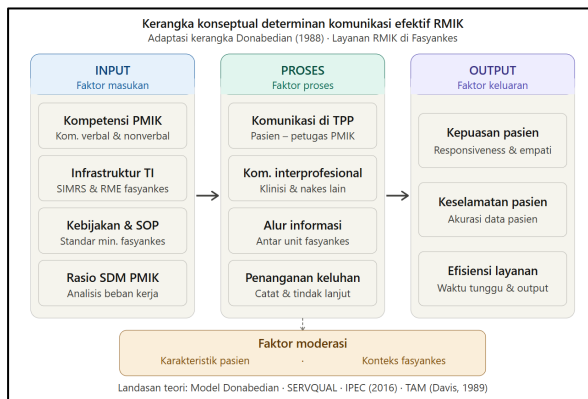 Kerangka konseptual determinan komunikasi efektif RMIK
Adaptasi kerangka Donabedian (1988) · Layanan RMIK di Fasyankes
INPUT
Faktor masukan
Kompetensi PMIK
Kom. verbal & nonverbal
Infrastruktur TI
SIMRS & RME fasyankes
Kebijakan & SOP
Standar min. fasyankes
Rasio SDM PMIK
Analisis beban kerja
PROSES
Faktor proses
Komunikasi di TPP
Pasien – petugas PMIK
Kom. interprofesional
Klinisi & nakes lain
Alur informasi
Antar unit fasyankes
Penanganan keluhan
Catat & tindak lanjut
OUTPUT
Faktor keluaran
Kepuasan pasien
Responsiveness & empati
Keselamatan pasien
Akurasi data pasien
Efisiensi layanan
Waktu tunggu & output
Faktor moderasi
Karakteristik pasien · Konteks fasyankes
Landasan teori: Model Donabedian · SERVQUAL · IPEC (2016) · TAM (Davis, 1989)